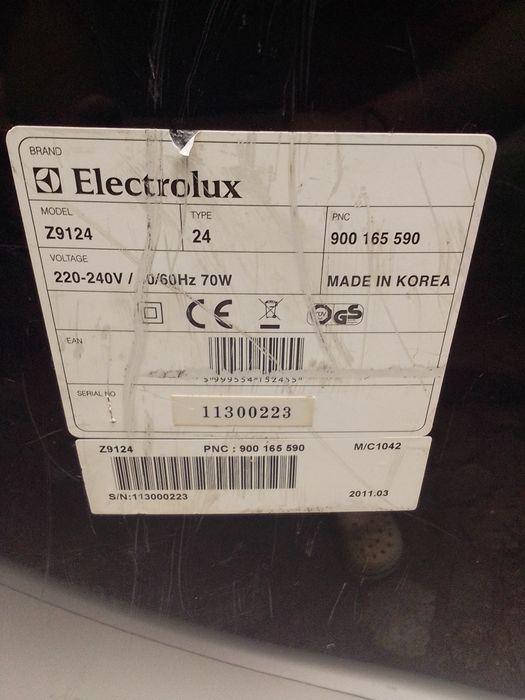 BRAND
Electrolux
MODEL TYPE PNC
Z9124 24 900 165 590
VOLTAGE
220-240V / 0/60Hz 70W MADE IN KOREA
CE TÜV GS
EAN
SERIAL NO
11300223
Z9124 PNC : 900 165 590 M/C1042
S/N:113000223 2011.03